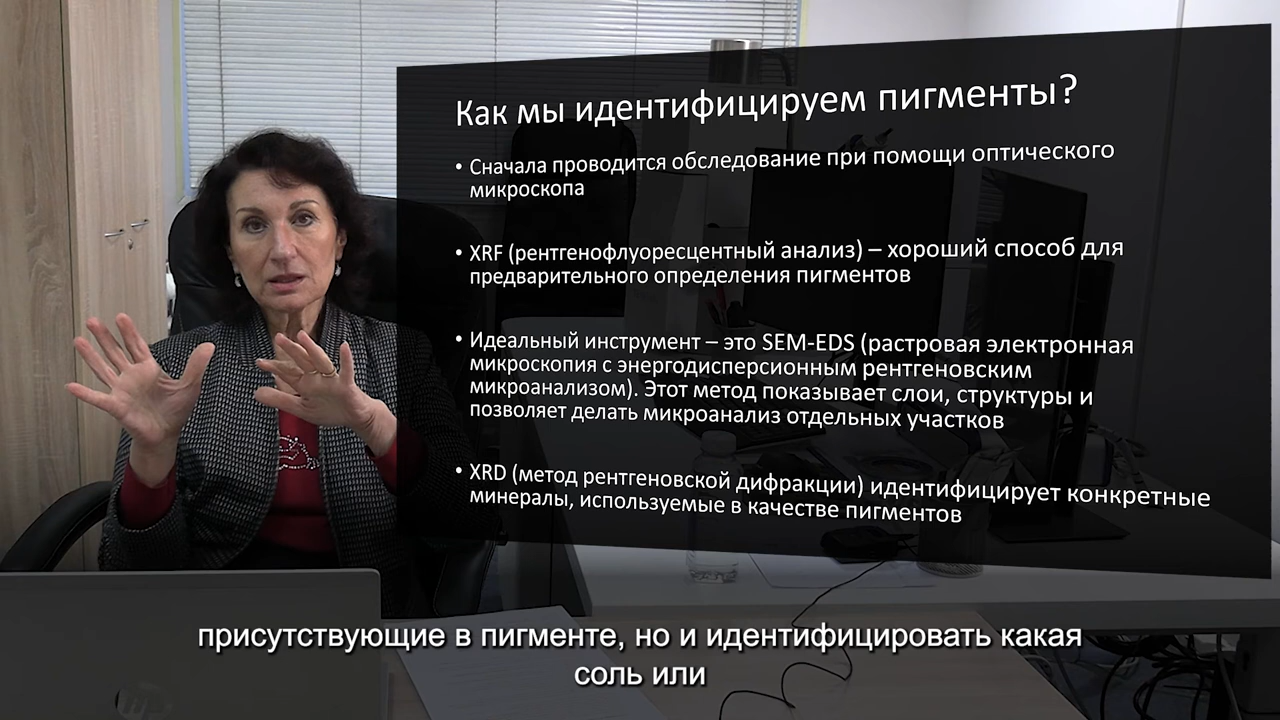 Как мы идентифицируем пигменты?
• Сначала проводится обследование при помощи оптического
микроскопа
• XRF (рентгенофлуоресцентный анализ) – хороший способ для
предварительного определения пигментов
• Идеальный инструмент – это SEM-EDS (растровая электронная
микроскопия с энергодисперсионным рентгеновским
микроанализом). Этот метод показывает слои, структуры и
позволяет делать микроанализ отдельных участков
• XRD (метод рентгеновской дифракции) идентифицирует конкретные
минералы, используемые в качестве пигментов
присутствующие в пигменте, но и идентифицировать какая
соль или
hp